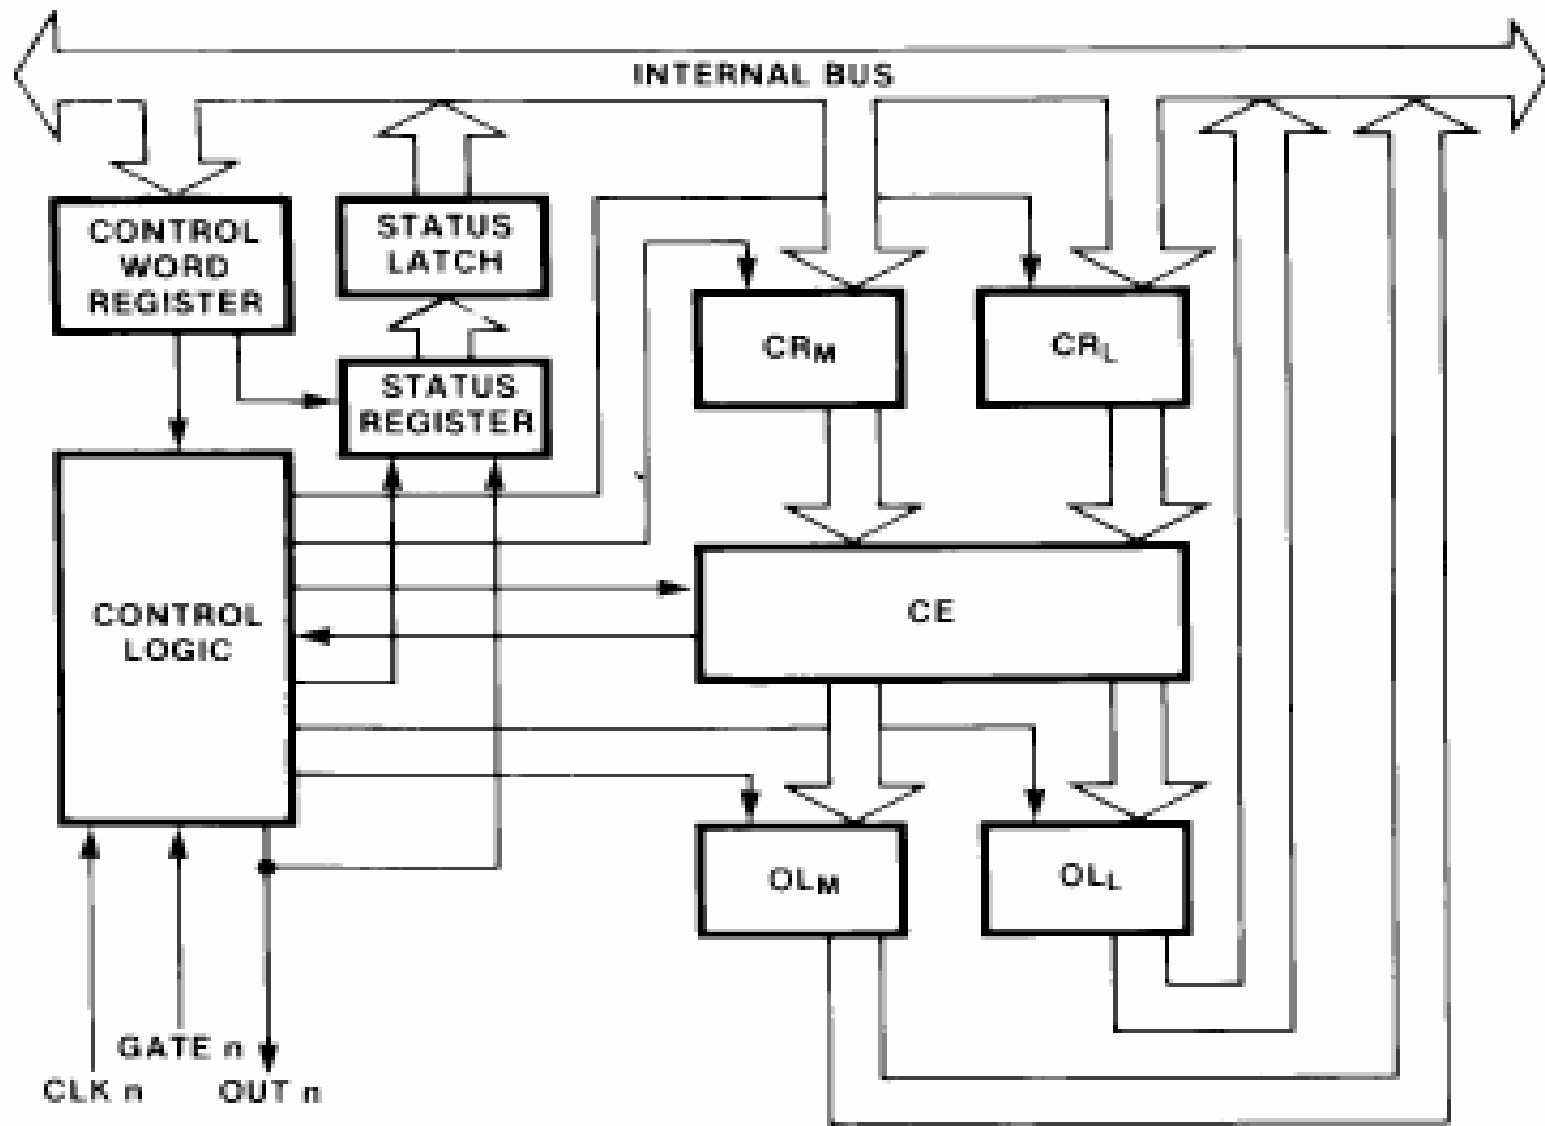 INTERNAL BUS
CONTROL
WORD
REGISTER
STATUS
LATCH
STATUS
REGISTER
CRM
CRL
CONTROL
LOGIC
CE
OLM
OLL
GATE n
CLK n
OUT n